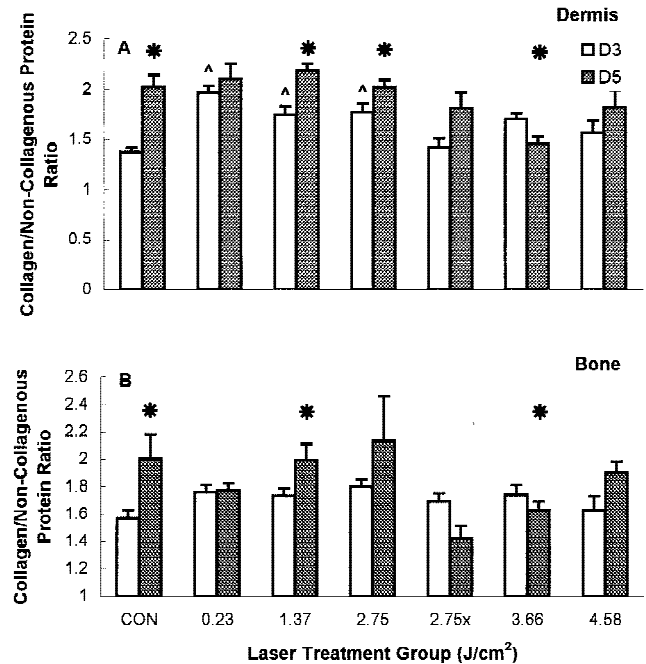 Dermis
A
D3
D5
2.5
2
1.5
1
0.5
0
Collagen/Non-Collagenous Protein
Ratio
* * * *
^ ^ ^
Bone
B
2.6
2.4
2.2
2
1.8
1.6
1.4
1.2
1
Collagen/Non-Collagenous
Protein Ratio
* * *
CON 0.23 1.37 2.75 2.75x 3.66 4.58
Laser Treatment Group (J/cm²)